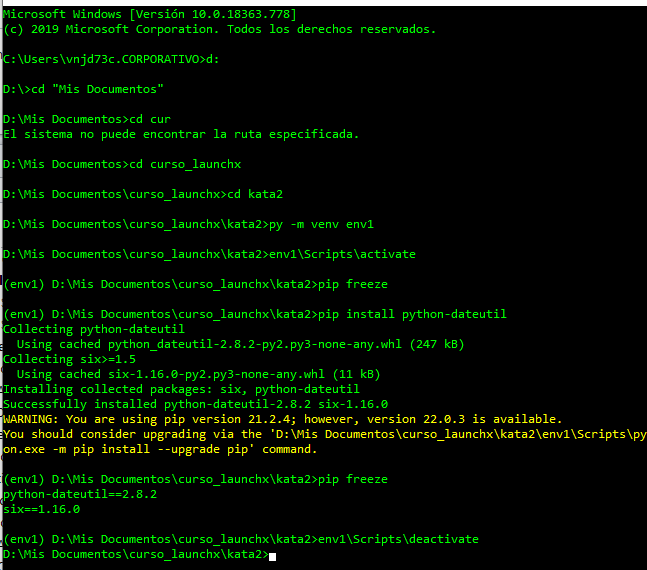 Microsoft Windows [Versión 10.0.18363.778]
(c) 2019 Microsoft Corporation. Todos los derechos reservados.
C:\Users\vnjd73c.CORPORATIVO>d:
D:\>cd "Mis Documentos"
D:\Mis Documentos>cd cur
El sistema no puede encontrar la ruta especificada.
D:\Mis Documentos>cd curso_launchx
D:\Mis Documentos\curso_launchx>cd kata2
D:\Mis Documentos\curso_launchx\kata2>py -m venv env1
D:\Mis Documentos\curso_launchx\kata2>env1\Scripts\activate
(env1) D:\Mis Documentos\curso_launchx\kata2>pip freeze
(env1) D:\Mis Documentos\curso_launchx\kata2>pip install python-dateutil
Collecting python-dateutil
  Using cached python_dateutil-2.8.2-py2.py3-none-any.whl (247 kB)
Collecting six>=1.5
  Using cached six-1.16.0-py2.py3-none-any.whl (11 kB)
Installing collected packages: six, python-dateutil
Successfully installed python-dateutil-2.8.2 six-1.16.0
WARNING: You are using pip version 21.2.4; however, version 22.0.3 is available.
You should consider upgrading via the 'D:\Mis Documentos\curso_launchx\kata2\env1\Scripts\py
on.exe -m pip install --upgrade pip' command.
(env1) D:\Mis Documentos\curso_launchx\kata2>pip freeze
python-dateutil==2.8.2
six==1.16.0
(env1) D:\Mis Documentos\curso_launchx\kata2>env1\Scripts\deactivate
D:\Mis Documentos\curso_launchx\kata2>